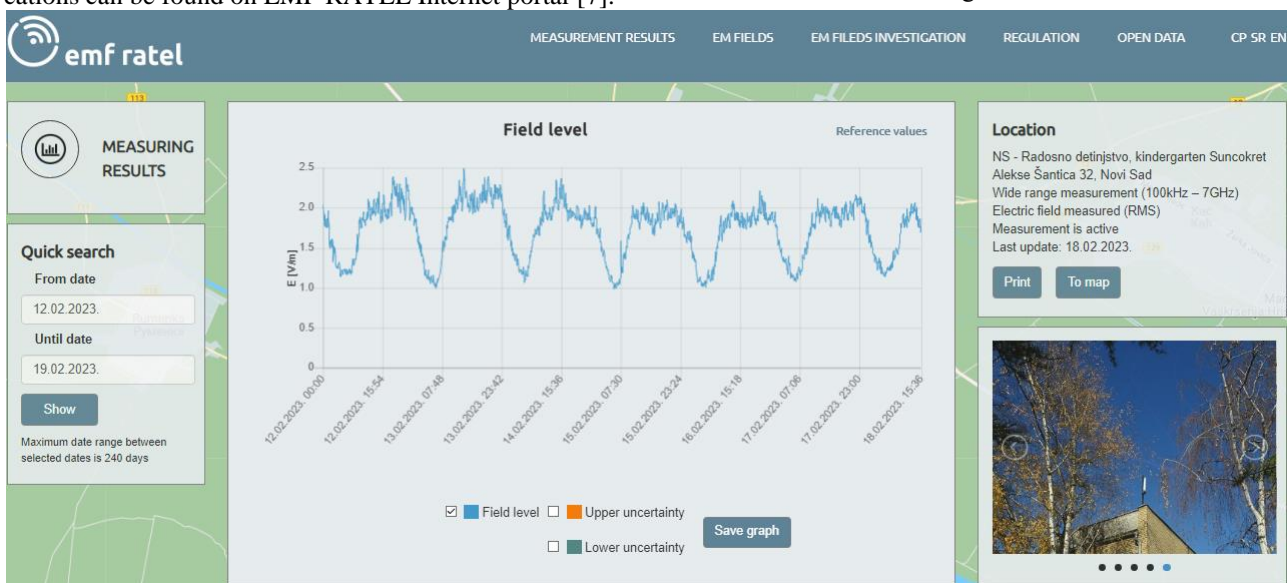 cations can be found on EMF RATEL Internet portal [7].
emf ratel
MEASUREMENT RESULTS EM FIELDS EM FILEDS INVESTIGATION REGULATION OPEN DATA CP SR EN
113
MEASURING
RESULTS
Quick search
From date
12.02.2023.
Until date
19.02.2023.
Show
Maximum date range between
selected dates is 240 days
Field level
Reference values
E [V/m]
2.5
2.0
1.5
1.0
0.5
0
12.02.2023. 00:00
12.02.2023. 15:54
13.02.2023. 07:48
13.02.2023. 23:42
14.02.2023. 15:36
15.02.2023. 07:30
15.02.2023. 23:24
16.02.2023. 15:18
17.02.2023. 07:06
17.02.2023. 23:00
18.02.2023. 15:36
Field level Upper uncertainty
Lower uncertainty
Save graph
Location
NS - Radosno detinjstvo, kindergarten Suncokret
Alekse Šantica 32, Novi Sad
Wide range measurement (100kHz – 7GHz)
Electric field measured (RMS)
Measurement is active
Last update: 18.02.2023.
Print To map